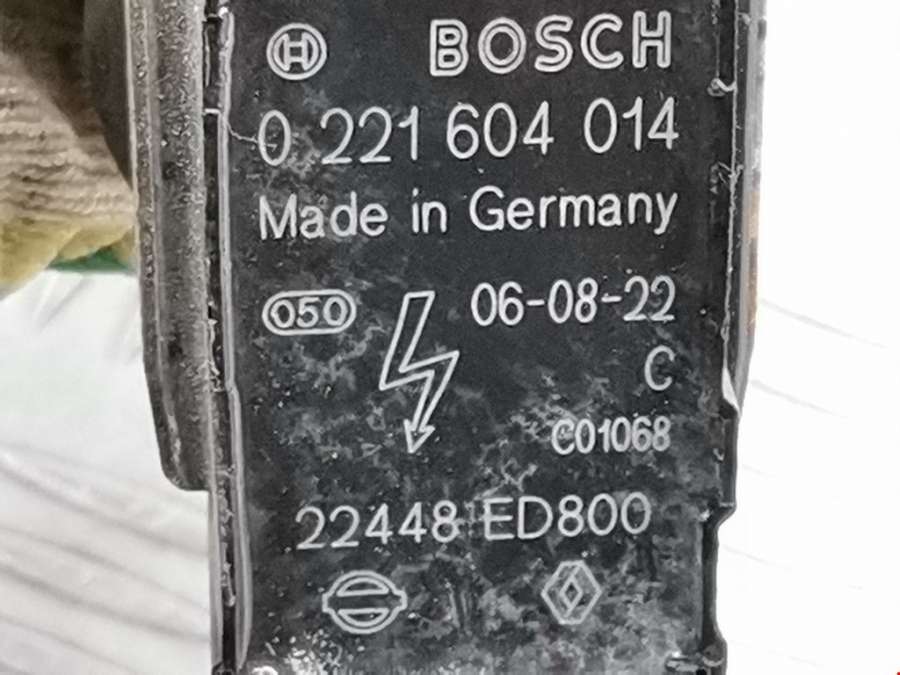 BOSCH
0 221 604 014
Made in Germany
050 06-08-22
C
C01068
22448 ED800